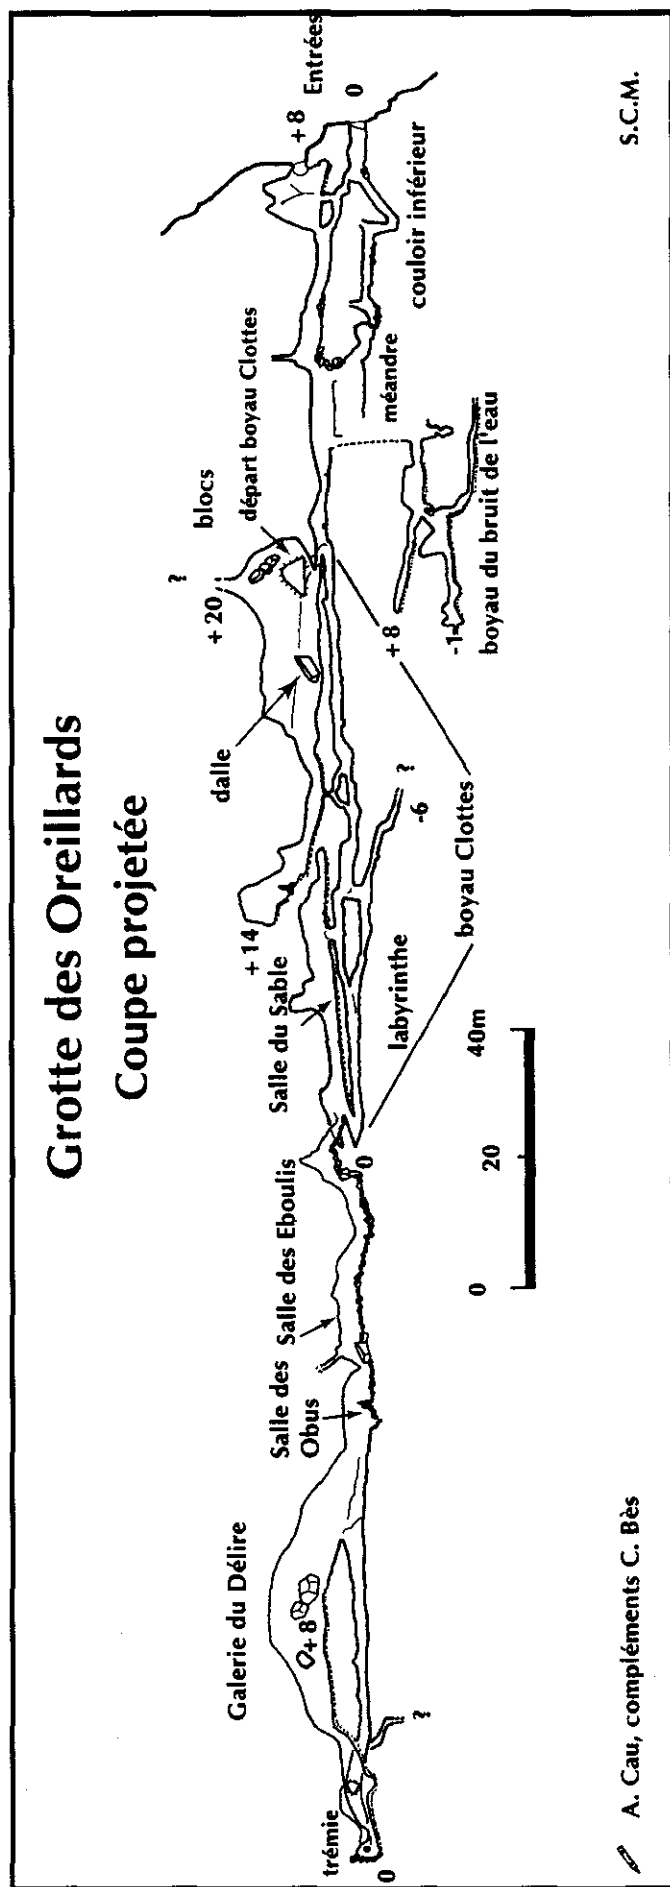 Grotte des Oreillards
Coupe projetée
trémie
0
Galerie du Délire
+8
?
Salle des
Obus
Salle des Eboulis
0
Salle du Sable
+14
labyrinthe
-6
?
boyau Clottes
dalle
+20
?
blocs
départ boyau Clottes
+8
-1
boyau du bruit de l'eau
méandre
couloir inférieur
+8
Entrées
0
0
20
40m
A. Cau, compléments C. Bès
S.C.M.